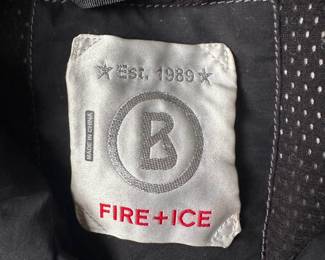 ★ Est. 1989 ★
B
MADE IN CHINA
FIRE+ICE